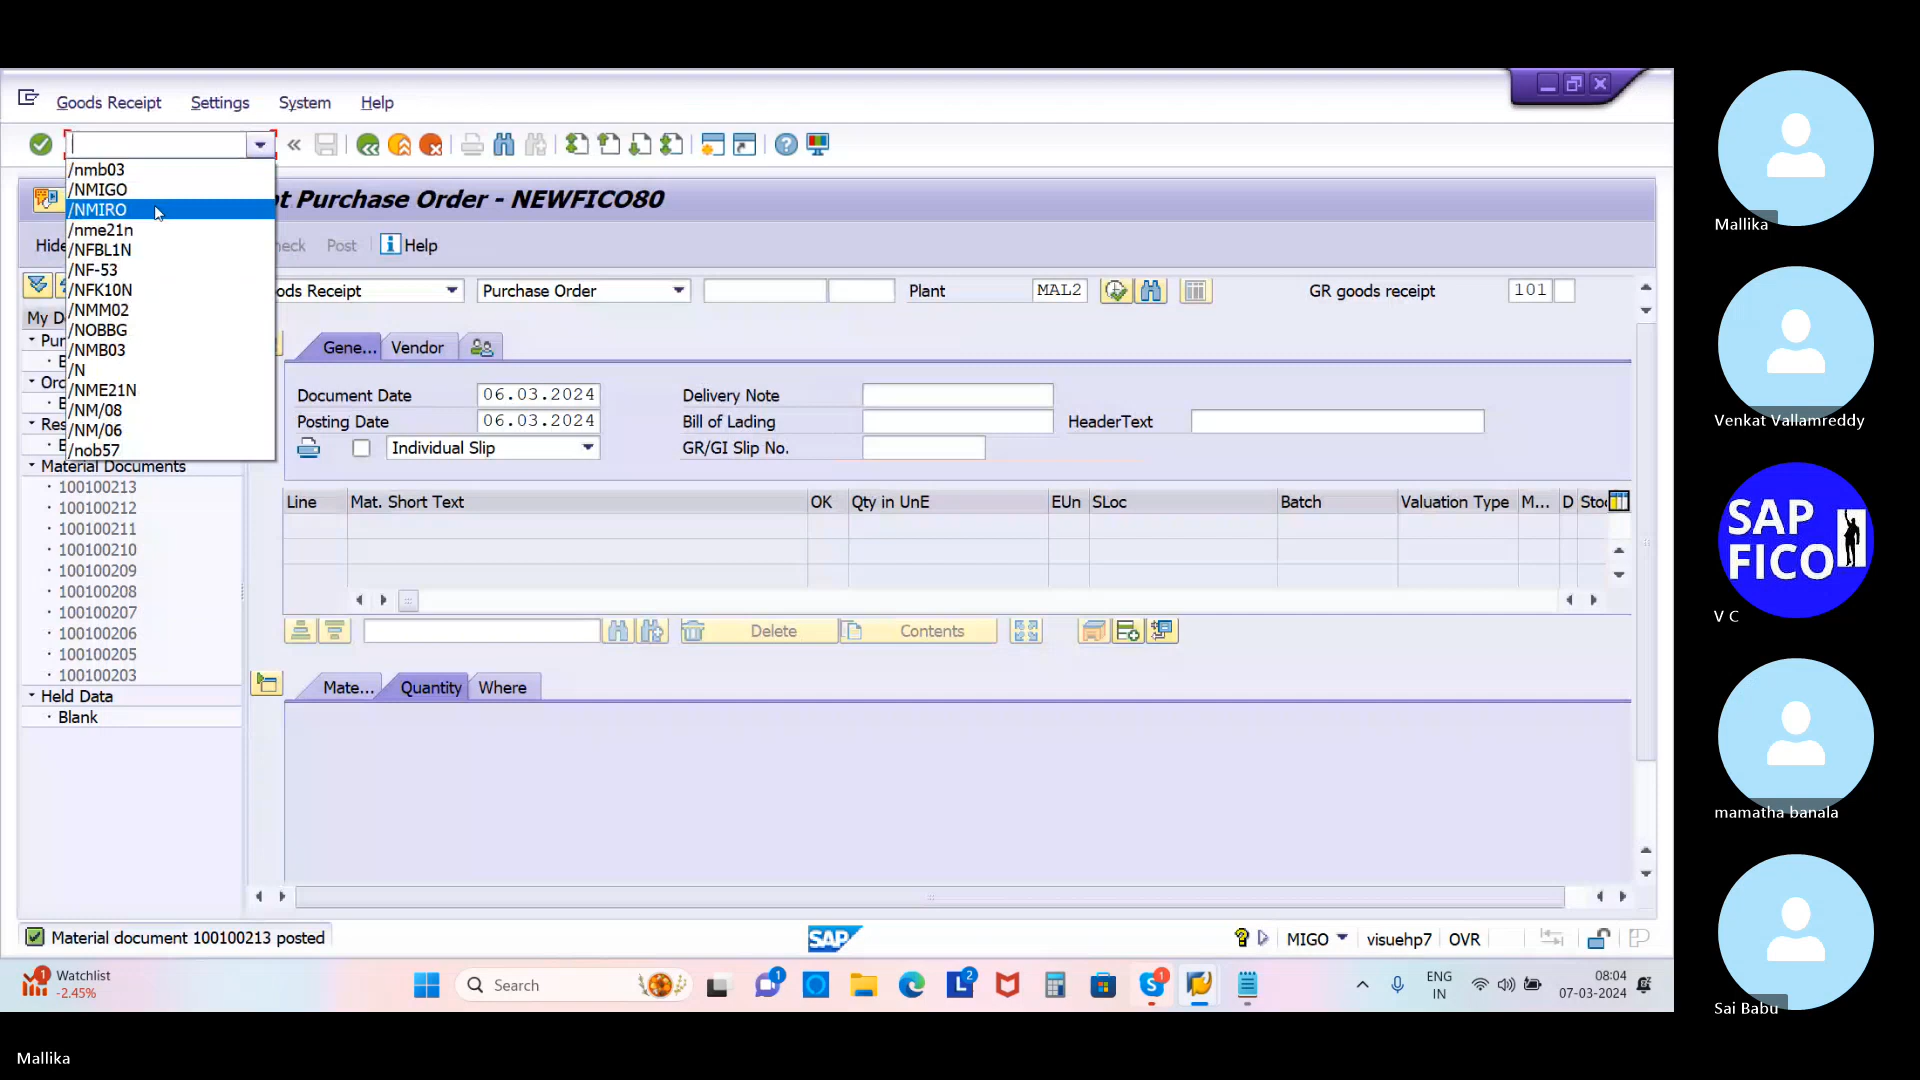 Goods Receipt Settings System Help
/nmb03
/NMIGO
/NMIRO
/nme21n
/NFBL1N
/NF-53
/NFK10N
/NMM02
/NOBBG
/NMB03
/N
/NME21N
/NM/08
/NM/06
/nob57
t Purchase Order - NEWFICO80
Hide eck Post i Help
ods Receipt Purchase Order Plant MAL2 GR goods receipt 101
My D
Pur
B
Ord
B
Res
B
Material Documents
100100213
100100212
100100211
100100210
100100209
100100208
100100207
100100206
100100205
100100203
Held Data
Blank
Gene... Vendor
Document Date 06.03.2024 Delivery Note
Posting Date 06.03.2024 Bill of Lading HeaderText
Individual Slip GR/GI Slip No.
Line Mat. Short Text OK Qty in UnE EUn SLoc Batch Valuation Type M... D Stoc
Delete Contents
Mate... Quantity Where
Material document 100100213 posted SAP MIGO visuehp7 OVR
1 Watchlist
-2.45%
Search
1 L 2 1
ENG
IN
08:04
07-03-2024
Mallika
Venkat Vallamreddy
SAP
FICO
V C
mamatha banala
Sai Babu
Mallika